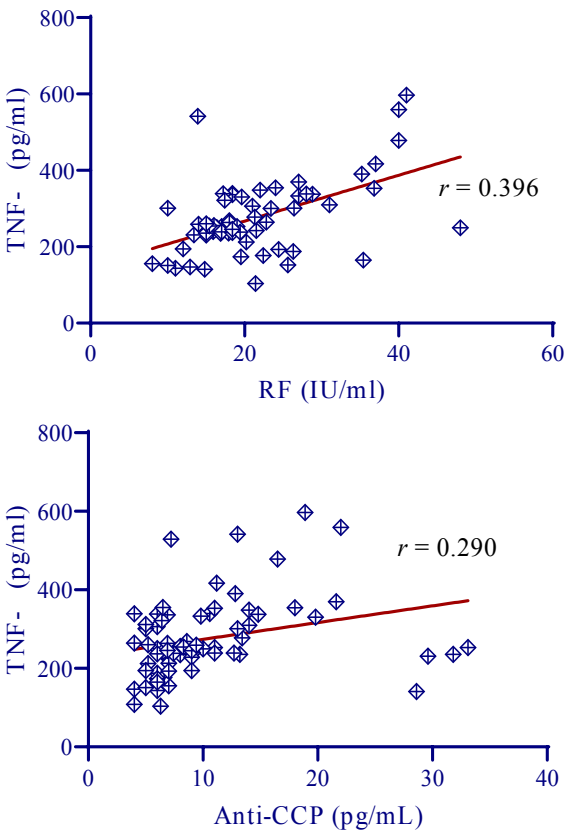 800
600
400
200
0
TNF- (pg/ml)
r = 0.396
0 20 40 60
RF (IU/ml)
800
600
400
200
0
TNF- (pg/ml)
r = 0.290
0 10 20 30 40
Anti-CCP (pg/mL)